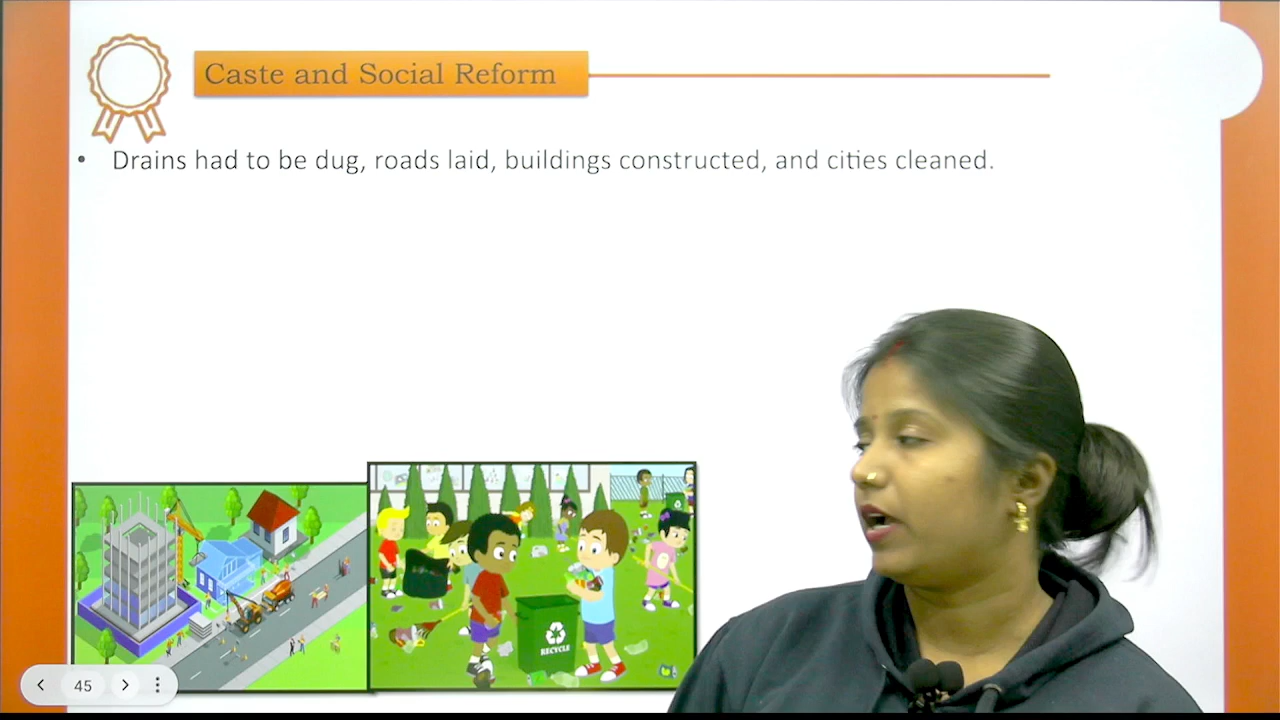 Caste and Social Reform
• Drains had to be dug, roads laid, buildings constructed, and cities cleaned.
RECYCLE
45